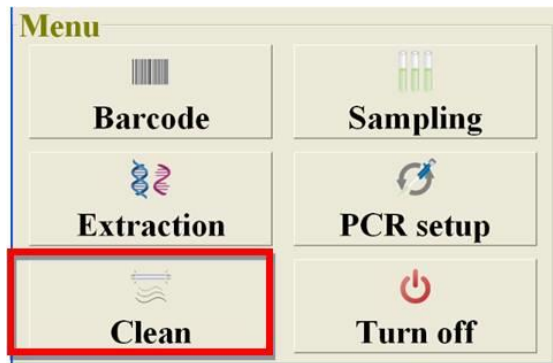 Menu
Barcode
Sampling
Extraction
PCR setup
Clean
Turn off